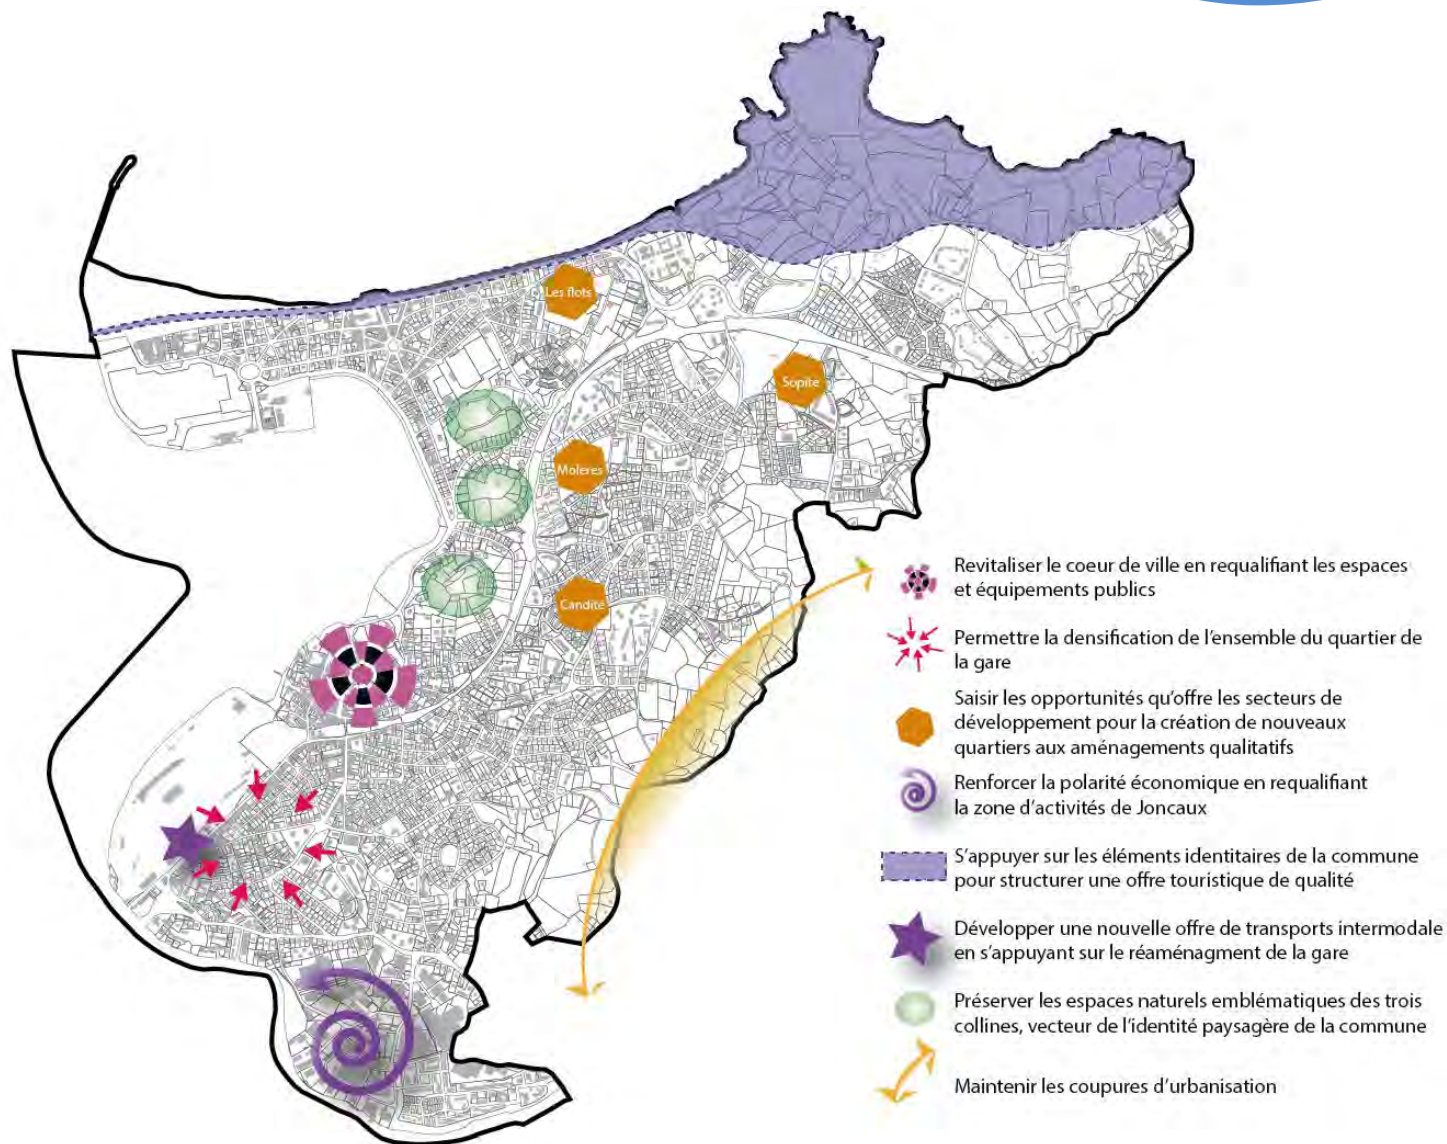 Les flots
Sopite
Moleres
Candite
Revitaliser le coeur de ville en requalifiant les espaces
et équipements publics
Permettre la densification de l'ensemble du quartier de
la gare
Saisir les opportunités qu'offre les secteurs de
développement pour la création de nouveaux
quartiers aux aménagements qualitatifs
Renforcer la polarité économique en requalifiant
la zone d'activités de Joncaux
S'appuyer sur les éléments identitaires de la commune
pour structurer une offre touristique de qualité
Développer une nouvelle offre de transports intermodale
en s'appuyant sur le réaménagment de la gare
Préserver les espaces naturels emblématiques des trois
collines, vecteur de l'identité paysagère de la commune
Maintenir les coupures d'urbanisation